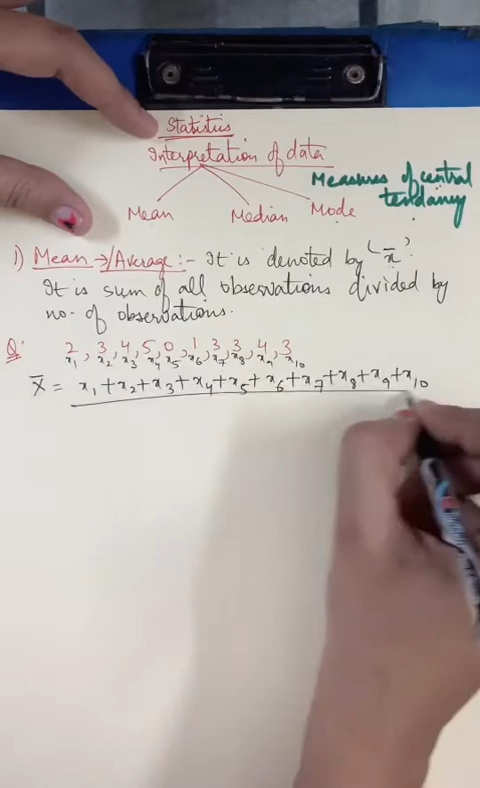 Statistics
Interpretation of data
Measures of central
tendancy
Mean Median Mode
1) Mean →/Average :- It is denoted by 'x̄'.
It is sum of all observations divided by
no. of observations.
Q: 2, 3, 4, 5, 0, 1, 3, 3, 4, 3
x₁ x₂ x₃ x₄ x₅ x₆ x₇ x₈ x₉ x₁₀
x̄ = x₁+x₂+x₃+x₄+x₅+x₆+x₇+x₈+x₉+x₁₀